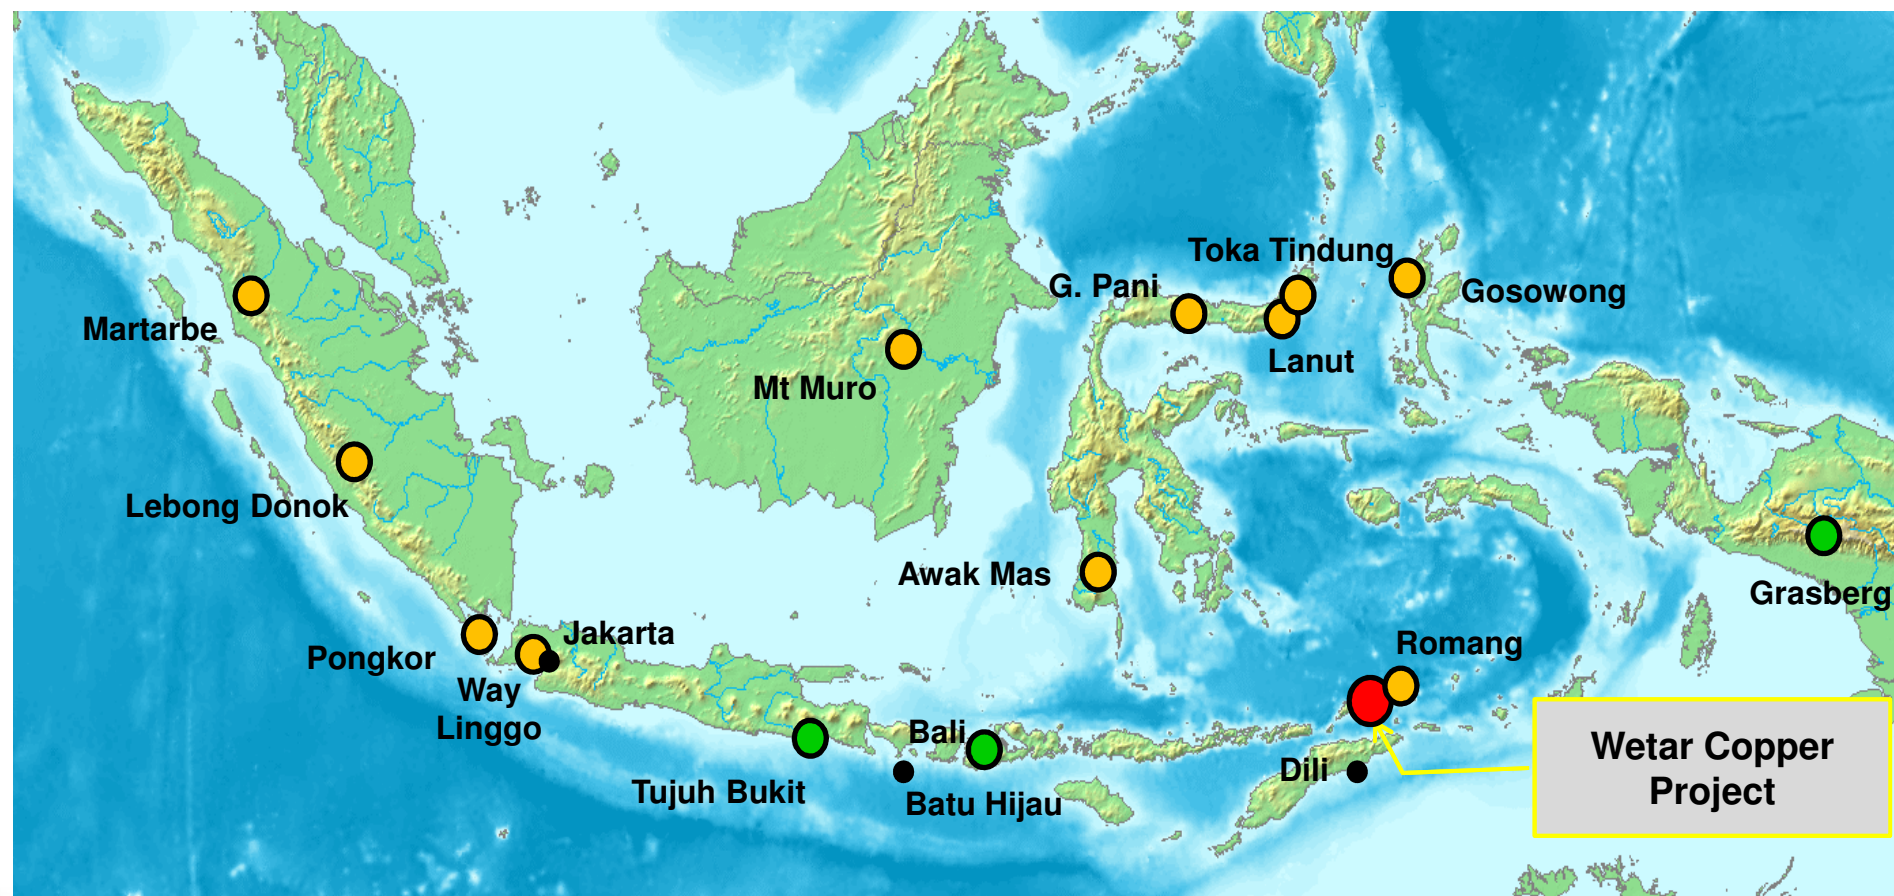 Toka Tindung
G. Pani
Gosowong
Martarbe
Lanut
Mt Muro
Lebong Donok
Awak Mas
Grasberg
Jakarta
Romang
Pongkor
Way
Linggo
Bali
Wetar Copper
Project
Dili
Tujuh Bukit
Batu Hijau